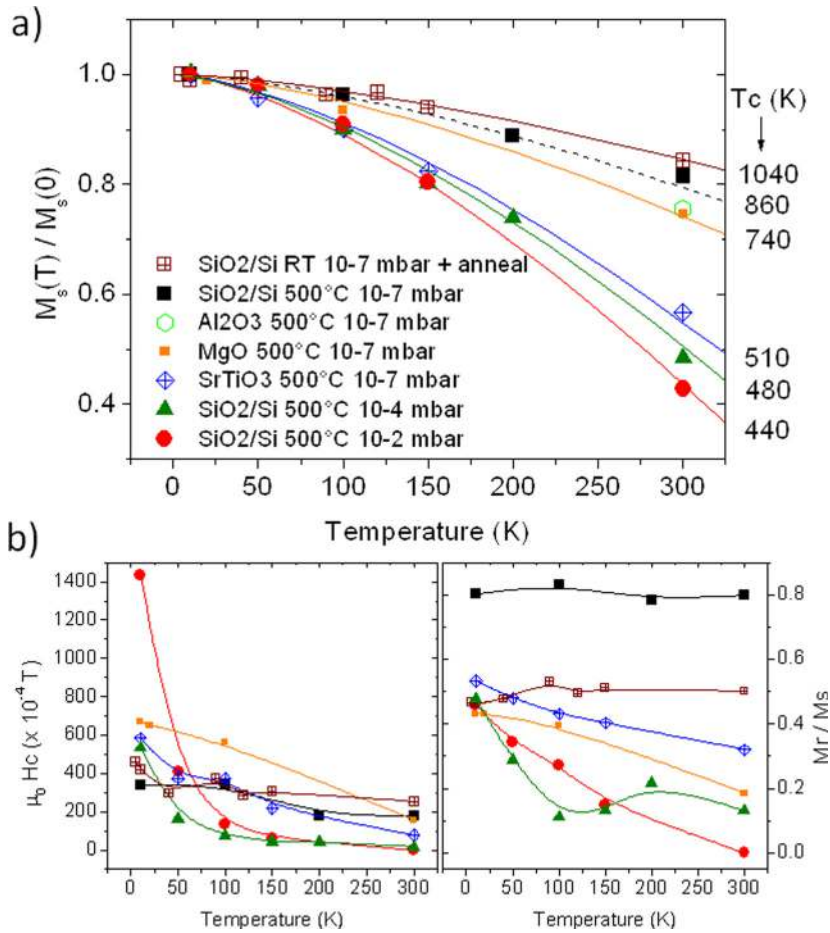 a)
1.0
0.8
0.6
0.4
Ms(T) / Ms(0)
Tc (K)
1040
860
740
510
480
440
SiO2/Si RT 10-7 mbar + anneal
SiO2/Si 500°C 10-7 mbar
Al2O3 500°C 10-7 mbar
MgO 500°C 10-7 mbar
SrTiO3 500°C 10-7 mbar
SiO2/Si 500°C 10-4 mbar
SiO2/Si 500°C 10-2 mbar
0 50 100 150 200 250 300
Temperature (K)
b)
1400
1200
1000
800
600
400
200
0
μ0 Hc (x 10-4 T)
0 50 100 150 200 250 300
Temperature (K)
0.8
0.6
0.4
0.2
0.0
Mr / Ms
0 50 100 150 200 250 300
Temperature (K)